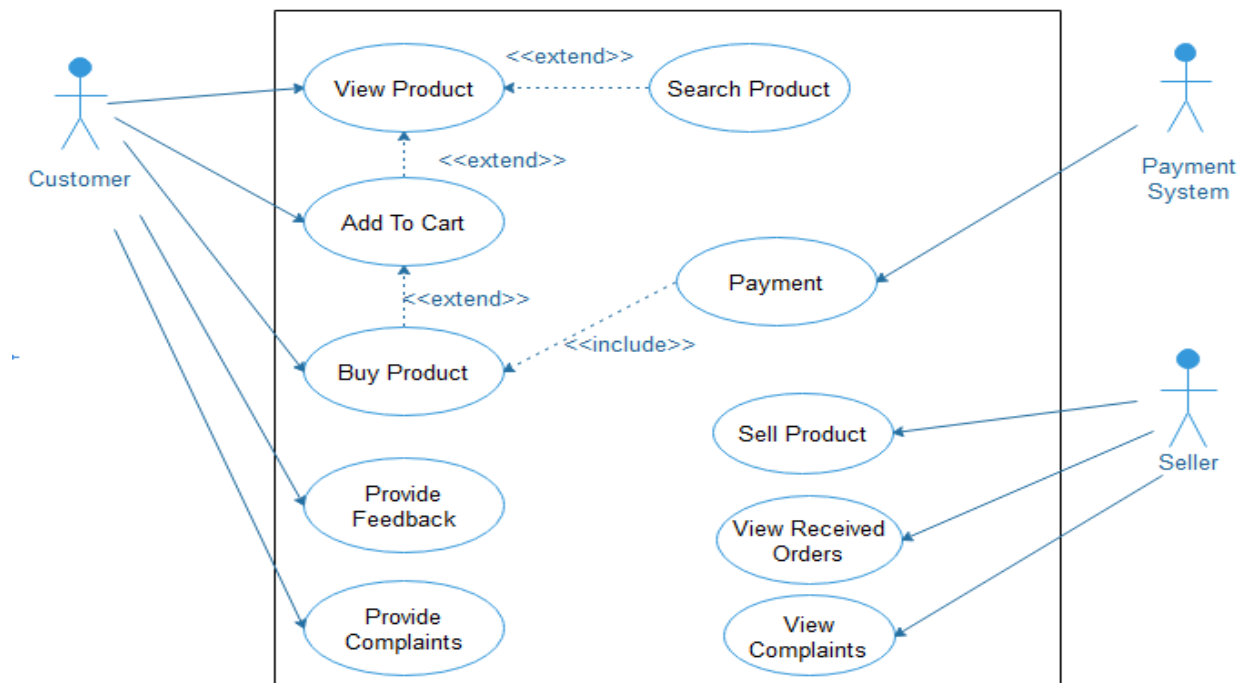 <<extend>>
View Product
Search Product
Customer
<<extend>>
Payment
System
Add To Cart
Payment
<<extend>>
<<include>>
Buy Product
Sell Product
Seller
Provide
Feedback
View Received
Orders
Provide
Complaints
View
Complaints